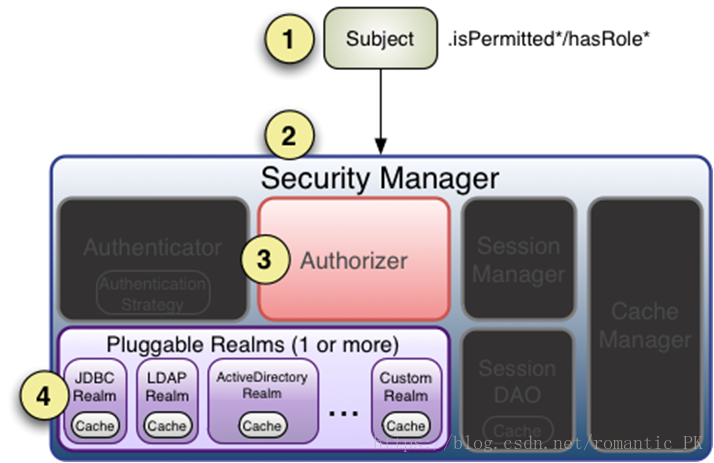 1
Subject
.isPermitted*/hasRole*
2
Security Manager
Authenticator
Authentication
Strategy
3
Authorizer
Session
Manager
Cache
Manager
Pluggable Realms (1 or more)
4
JDBC
Realm
Cache
LDAP
Realm
Cache
ActiveDirectory
Realm
Cache
...
Custom
Realm
Cache
Session
DAO
Cache
https://blog.csdn.net/romantic_PK